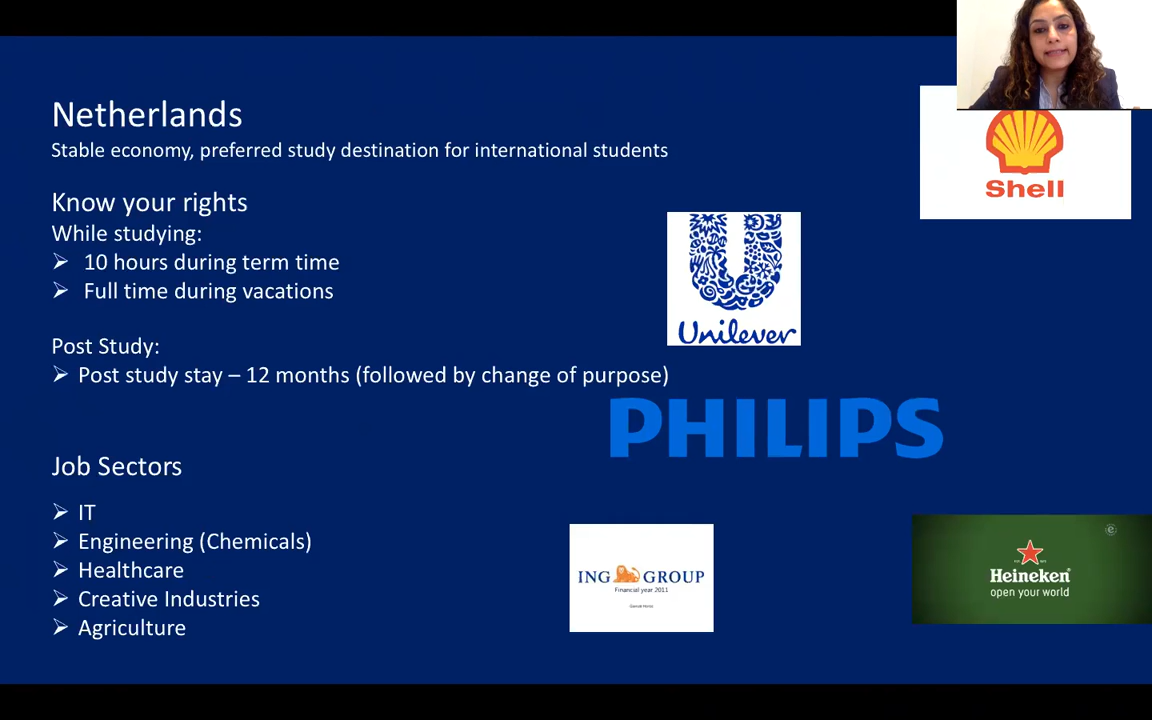 Netherlands
Stable economy, preferred study destination for international students
Know your rights
While studying:
10 hours during term time
Full time during vacations
Post Study:
Post study stay – 12 months (followed by change of purpose)
Job Sectors
IT
Engineering (Chemicals)
Healthcare
Creative Industries
Agriculture
Shell
Unilever
PHILIPS
ING GROUP
Financial year 2011
Heineken
open your world